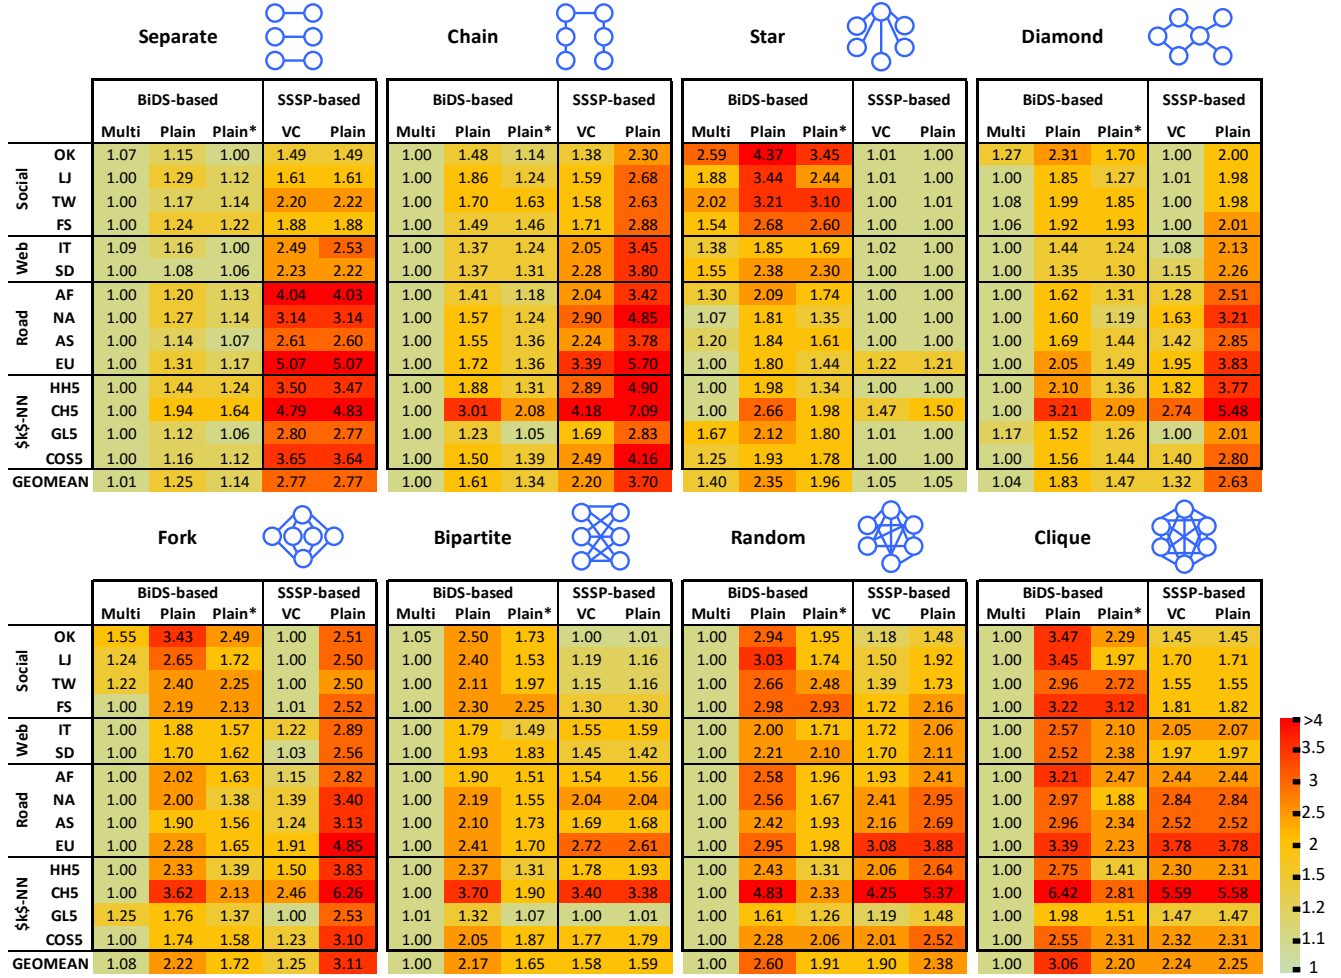 Separate Chain Star Diamond
BiDS-based SSSP-based BiDS-based SSSP-based BiDS-based SSSP-based BiDS-based SSSP-based
Multi Plain Plain* VC Plain Multi Plain Plain* VC Plain Multi Plain Plain* VC Plain Multi Plain Plain* VC Plain
Social
OK 1.07 1.15 1.00 1.49 1.49 1.00 1.48 1.14 1.38 2.30 2.59 4.37 3.45 1.01 1.00 1.27 2.31 1.70 1.00 2.00
LJ 1.00 1.29 1.12 1.61 1.61 1.00 1.86 1.24 1.59 2.68 1.88 3.44 2.44 1.01 1.00 1.00 1.85 1.27 1.01 1.98
TW 1.00 1.17 1.14 2.20 2.22 1.00 1.70 1.63 1.58 2.63 2.02 3.21 3.10 1.00 1.01 1.08 1.99 1.85 1.00 1.98
FS 1.00 1.24 1.22 1.88 1.88 1.00 1.49 1.46 1.71 2.88 1.54 2.68 2.60 1.00 1.00 1.06 1.92 1.93 1.00 2.01
Web
IT 1.09 1.16 1.00 2.49 2.53 1.00 1.37 1.24 2.05 3.45 1.38 1.85 1.69 1.02 1.00 1.00 1.44 1.24 1.08 2.13
SD 1.00 1.08 1.06 2.23 2.22 1.00 1.37 1.31 2.28 3.80 1.55 2.38 2.30 1.00 1.00 1.00 1.35 1.30 1.15 2.26
Road
AF 1.00 1.20 1.13 4.04 4.03 1.00 1.41 1.18 2.04 3.42 1.30 2.09 1.74 1.00 1.00 1.00 1.62 1.31 1.28 2.51
NA 1.00 1.27 1.14 3.14 3.14 1.00 1.57 1.24 2.90 4.85 1.07 1.81 1.35 1.00 1.00 1.00 1.60 1.19 1.63 3.21
AS 1.00 1.14 1.07 2.61 2.60 1.00 1.55 1.36 2.24 3.78 1.20 1.84 1.61 1.00 1.00 1.00 1.69 1.44 1.42 2.85
EU 1.00 1.31 1.17 5.07 5.07 1.00 1.72 1.36 3.39 5.70 1.00 1.80 1.44 1.22 1.21 1.00 2.05 1.49 1.95 3.83
$k$-NN
HH5 1.00 1.44 1.24 3.50 3.47 1.00 1.88 1.31 2.89 4.90 1.00 1.98 1.34 1.00 1.00 1.00 2.10 1.36 1.82 3.77
CH5 1.00 1.94 1.64 4.79 4.83 1.00 3.01 2.08 4.18 7.09 1.00 2.66 1.98 1.47 1.50 1.00 3.21 2.09 2.74 5.48
GL5 1.00 1.12 1.06 2.80 2.77 1.00 1.23 1.05 1.69 2.83 1.67 2.12 1.80 1.01 1.00 1.17 1.52 1.26 1.00 2.01
COS5 1.00 1.16 1.12 3.65 3.64 1.00 1.50 1.39 2.49 4.16 1.25 1.93 1.78 1.00 1.00 1.00 1.56 1.44 1.40 2.80
GEOMEAN 1.01 1.25 1.14 2.77 2.77 1.00 1.61 1.34 2.20 3.70 1.40 2.35 1.96 1.05 1.05 1.04 1.83 1.47 1.32 2.63
Fork Bipartite Random Clique
BiDS-based SSSP-based BiDS-based SSSP-based BiDS-based SSSP-based BiDS-based SSSP-based
Multi Plain Plain* VC Plain Multi Plain Plain* VC Plain Multi Plain Plain* VC Plain Multi Plain Plain* VC Plain
Social
OK 1.55 3.43 2.49 1.00 2.51 1.05 2.50 1.73 1.00 1.01 1.00 2.94 1.95 1.18 1.48 1.00 3.47 2.29 1.45 1.45
LJ 1.24 2.65 1.72 1.00 2.50 1.00 2.40 1.53 1.19 1.16 1.00 3.03 1.74 1.50 1.92 1.00 3.45 1.97 1.70 1.71
TW 1.22 2.40 2.25 1.00 2.50 1.00 2.11 1.97 1.15 1.16 1.00 2.66 2.48 1.39 1.73 1.00 2.96 2.72 1.55 1.55
FS 1.00 2.19 2.13 1.01 2.52 1.00 2.30 2.25 1.30 1.30 1.00 2.98 2.93 1.72 2.16 1.00 3.22 3.12 1.81 1.82
Web
IT 1.00 1.88 1.57 1.22 2.89 1.00 1.79 1.49 1.55 1.59 1.00 2.00 1.71 1.72 2.06 1.00 2.57 2.10 2.05 2.07
SD 1.00 1.70 1.62 1.03 2.56 1.00 1.93 1.83 1.45 1.42 1.00 2.21 2.10 1.70 2.11 1.00 2.52 2.38 1.97 1.97
Road
AF 1.00 2.02 1.63 1.15 2.82 1.00 1.90 1.51 1.54 1.56 1.00 2.58 1.96 1.93 2.41 1.00 3.21 2.47 2.44 2.44
NA 1.00 2.00 1.38 1.39 3.40 1.00 2.19 1.55 2.04 2.04 1.00 2.56 1.67 2.41 2.95 1.00 2.97 1.88 2.84 2.84
AS 1.00 1.90 1.56 1.24 3.13 1.00 2.10 1.73 1.69 1.68 1.00 2.42 1.93 2.16 2.69 1.00 2.96 2.34 2.52 2.52
EU 1.00 2.28 1.65 1.91 4.85 1.00 2.41 1.70 2.72 2.61 1.00 2.95 1.98 3.08 3.88 1.00 3.39 2.23 3.78 3.78
$k$-NN
HH5 1.00 2.33 1.39 1.50 3.83 1.00 2.37 1.31 1.78 1.93 1.00 2.43 1.31 2.06 2.64 1.00 2.75 1.41 2.30 2.31
CH5 1.00 3.62 2.13 2.46 6.26 1.00 3.70 1.90 3.40 3.38 1.00 4.83 2.33 4.25 5.37 1.00 6.42 2.81 5.59 5.58
GL5 1.25 1.76 1.37 1.00 2.53 1.01 1.32 1.07 1.00 1.01 1.00 1.61 1.26 1.19 1.48 1.00 1.98 1.51 1.47 1.47
COS5 1.00 1.74 1.58 1.23 3.10 1.00 2.05 1.87 1.77 1.79 1.00 2.28 2.06 2.01 2.52 1.00 2.55 2.31 2.32 2.31
GEOMEAN 1.08 2.22 1.72 1.25 3.11 1.00 2.17 1.65 1.58 1.59 1.00 2.60 1.91 1.90 2.38 1.00 3.06 2.20 2.24 2.25
>4
3.5
3
2.5
2
1.5
1.2
1.1
1